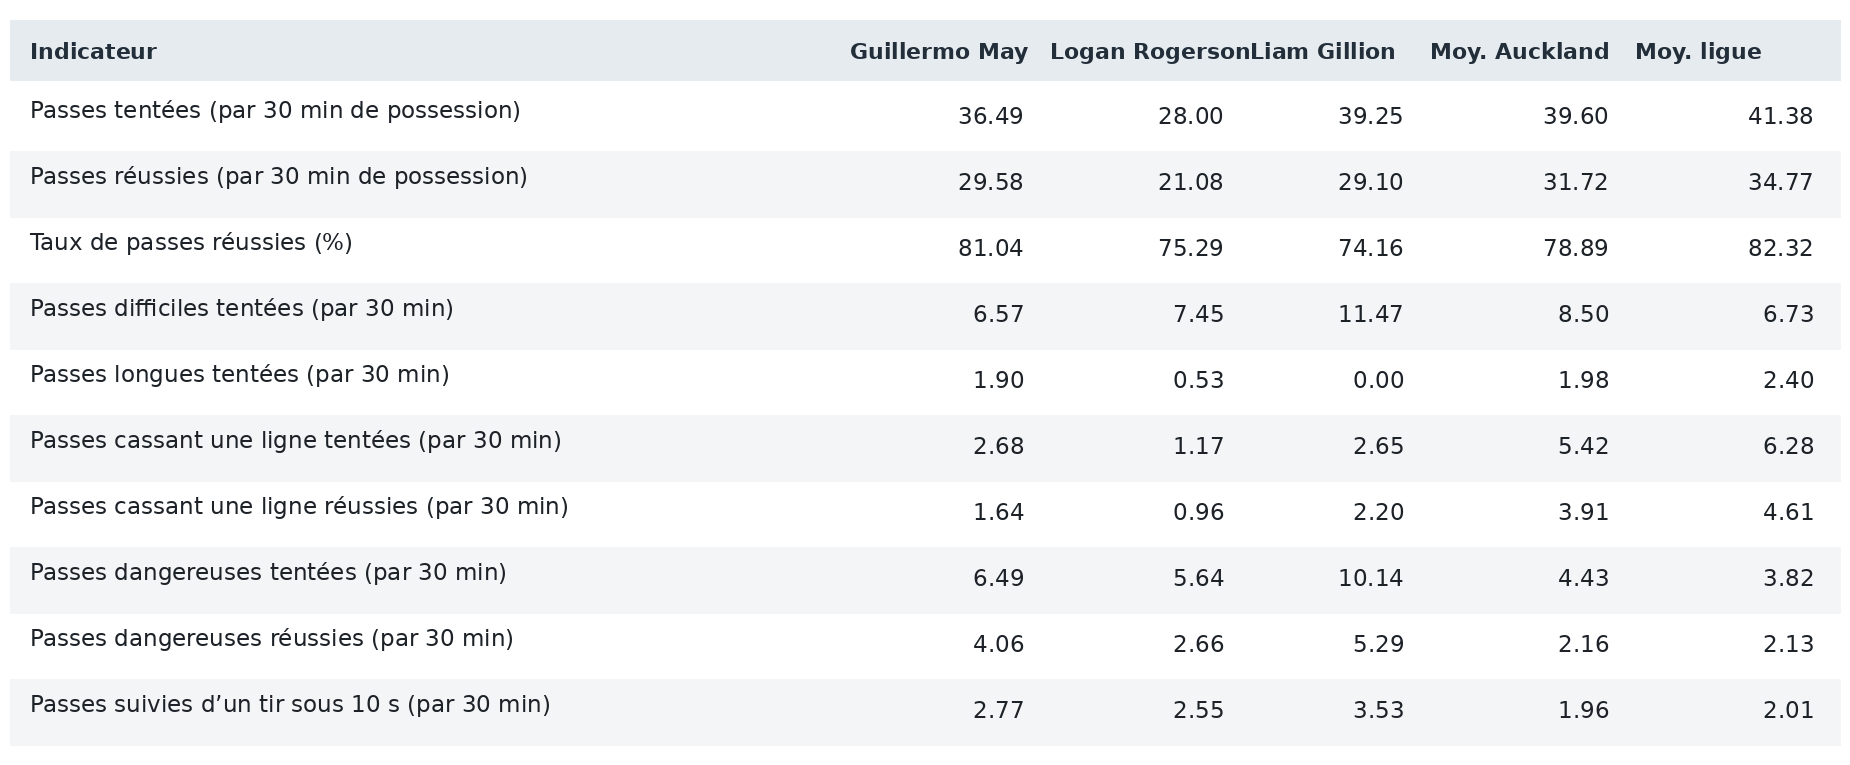 Indicateur Guillermo May Logan Rogerson Liam Gillion Moy. Auckland Moy. ligue
Passes tentées (par 30 min de possession) 36.49 28.00 39.25 39.60 41.38
Passes réussies (par 30 min de possession) 29.58 21.08 29.10 31.72 34.77
Taux de passes réussies (%) 81.04 75.29 74.16 78.89 82.32
Passes difficiles tentées (par 30 min) 6.57 7.45 11.47 8.50 6.73
Passes longues tentées (par 30 min) 1.90 0.53 0.00 1.98 2.40
Passes cassant une ligne tentées (par 30 min) 2.68 1.17 2.65 5.42 6.28
Passes cassant une ligne réussies (par 30 min) 1.64 0.96 2.20 3.91 4.61
Passes dangereuses tentées (par 30 min) 6.49 5.64 10.14 4.43 3.82
Passes dangereuses réussies (par 30 min) 4.06 2.66 5.29 2.16 2.13
Passes suivies d’un tir sous 10 s (par 30 min) 2.77 2.55 3.53 1.96 2.01